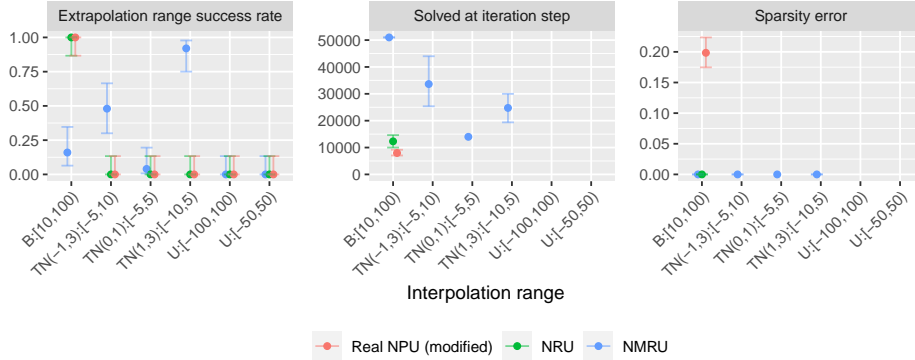 Extrapolation range success rate
Solved at iteration step
Sparsity error
1.00
0.75
0.50
0.25
0.00
50000
40000
30000
20000
10000
0
0.20
0.15
0.10
0.05
0.00
B:[10,100)
TN(−1,3):[−5,10)
TN(0,1):[−5,5)
TN(1,3):[−10,5)
U:[−100,100)
U:[−50,50)
B:[10,100)
TN(−1,3):[−5,10)
TN(0,1):[−5,5)
TN(1,3):[−10,5)
U:[−100,100)
U:[−50,50)
B:[10,100)
TN(−1,3):[−5,10)
TN(0,1):[−5,5)
TN(1,3):[−10,5)
U:[−100,100)
U:[−50,50)
Interpolation range
Real NPU (modified) NRU NMRU